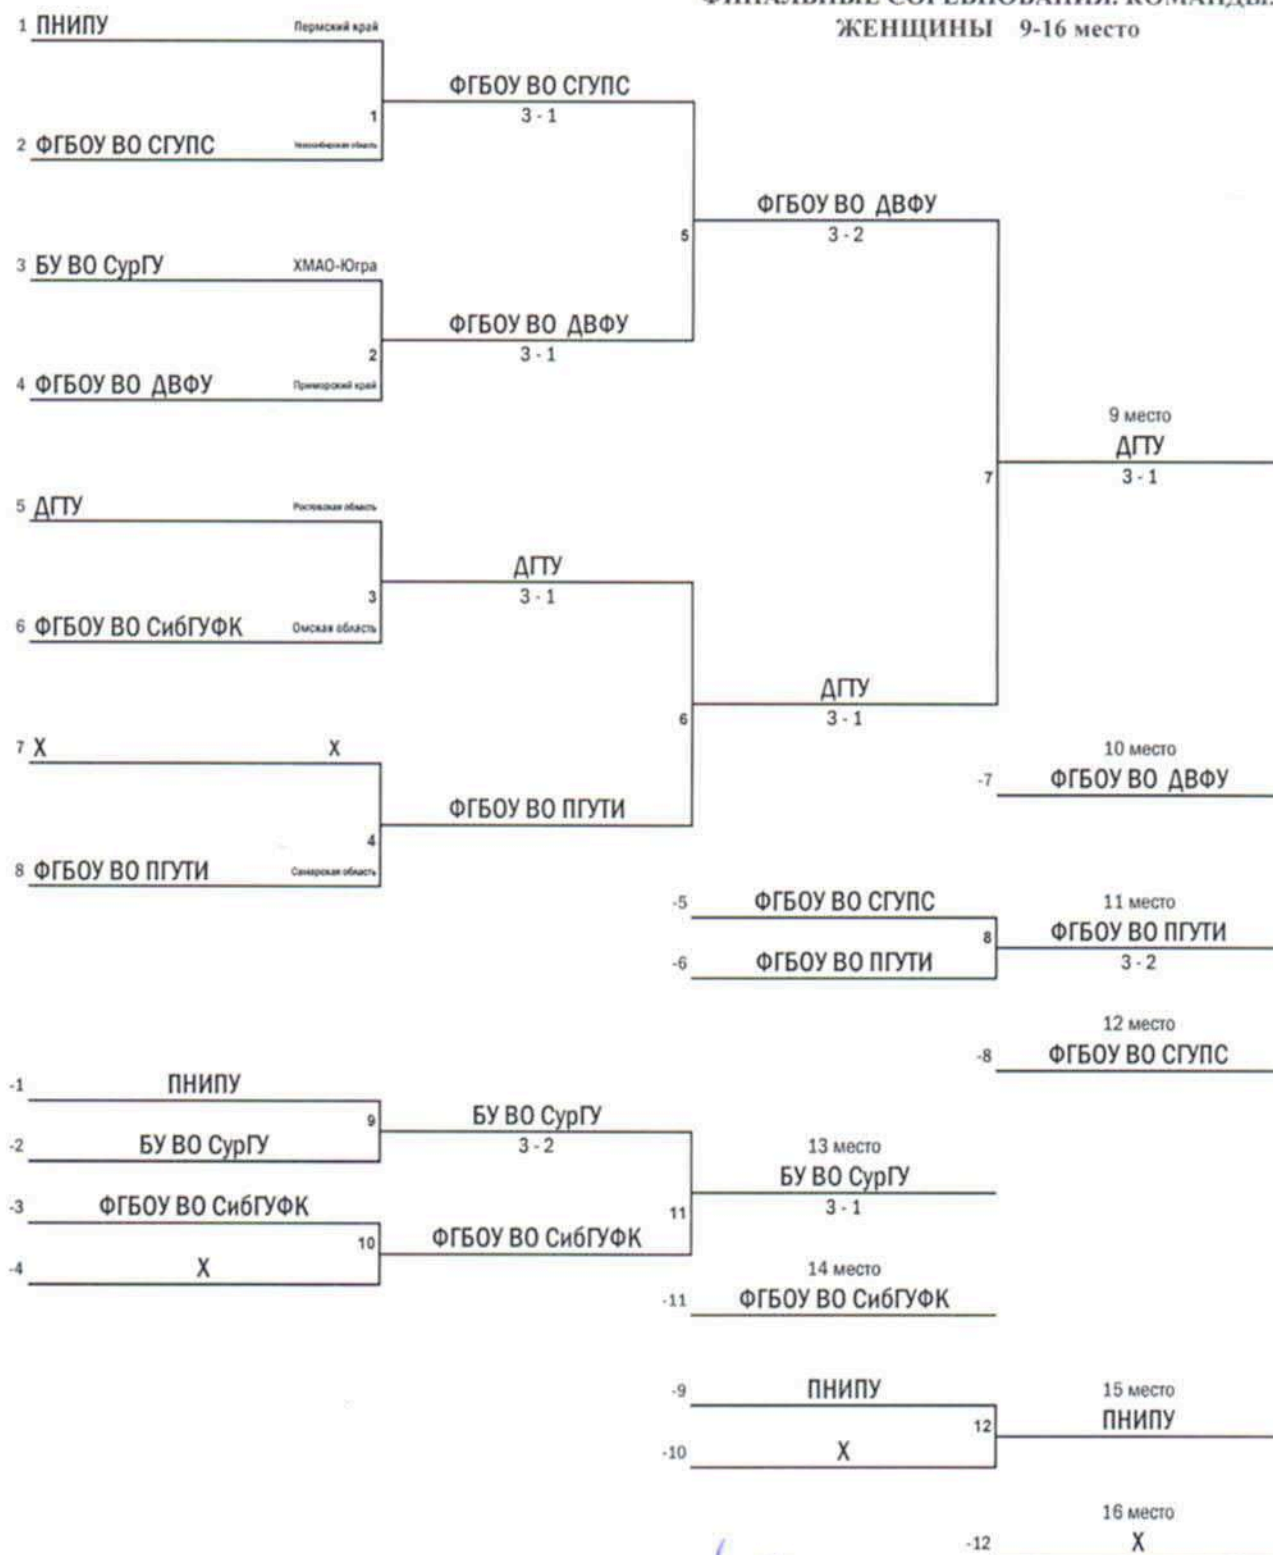 ФИНАЛЬНЫЕ СОРЕВНОВАНИЯ. КОМАНДЫ.
ЖЕНЩИНЫ 9-16 место
1 ПНИПУ Пермский край
ФГБОУ ВО СГУПС
1
3 - 1
2 ФГБОУ ВО СГУПС Новосибирская область
ФГБОУ ВО ДВФУ
5
3 - 2
3 БУ ВО СурГУ ХМАО-Югра
ФГБОУ ВО ДВФУ
2
3 - 1
4 ФГБОУ ВО ДВФУ Приморский край
9 место
ДГТУ
7
3 - 1
5 ДГТУ Ростовская область
ДГТУ
3
3 - 1
6 ФГБОУ ВО СибГУФК Омская область
ДГТУ
6
3 - 1
7 Х Х
10 место
-7 ФГБОУ ВО ДВФУ
ФГБОУ ВО ПГУТИ
4
8 ФГБОУ ВО ПГУТИ Самарская область
-5 ФГБОУ ВО СГУПС
11 место
8 ФГБОУ ВО ПГУТИ
-6 ФГБОУ ВО ПГУТИ
3 - 2
12 место
-8 ФГБОУ ВО СГУПС
-1 ПНИПУ
9
БУ ВО СурГУ
3 - 2
-2 БУ ВО СурГУ
13 место
БУ ВО СурГУ
3 - 1
-3 ФГБОУ ВО СибГУФК
11
10
ФГБОУ ВО СибГУФК
-4 Х
14 место
-11 ФГБОУ ВО СибГУФК
-9 ПНИПУ
15 место
12 ПНИПУ
-10 Х
16 место
-12 Х